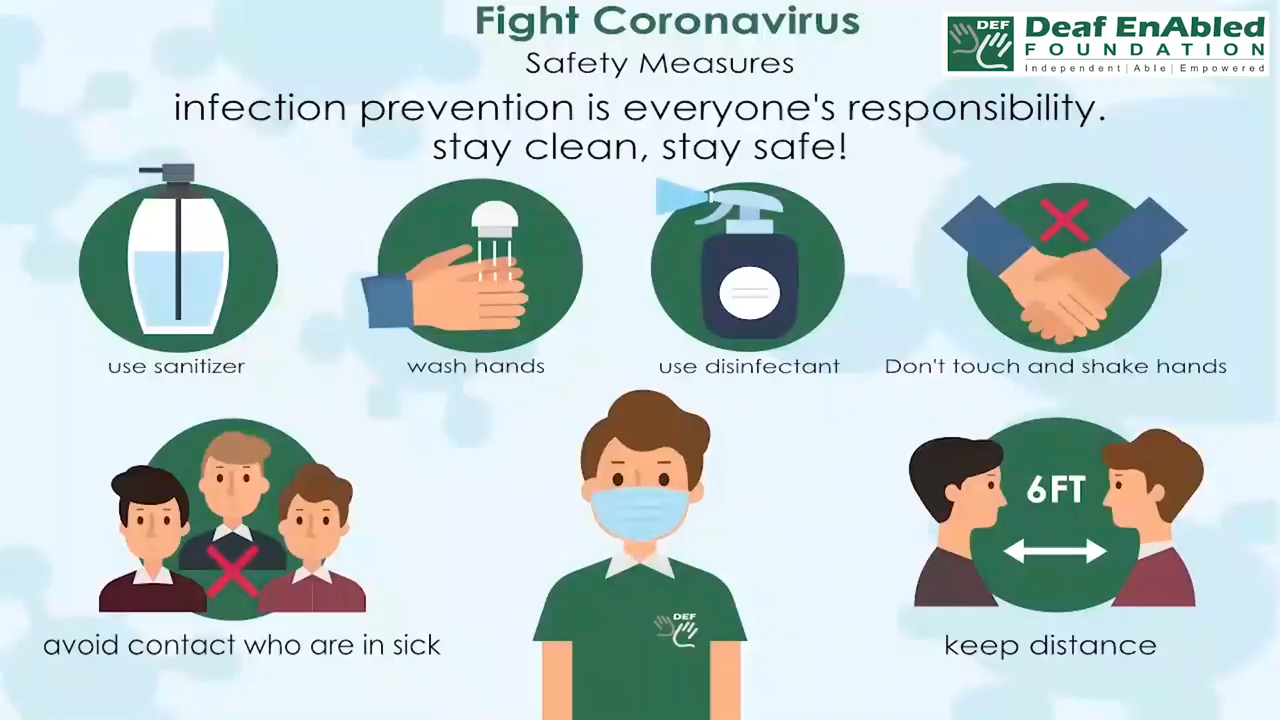 Fight Coronavirus
Safety Measures
DEF
Deaf EnAbled
FOUNDATION
Independent | Able | Empowered
infection prevention is everyone's responsibility.
stay clean, stay safe!
use sanitizer
wash hands
use disinfectant
Don't touch and shake hands
6FT
DEF
avoid contact who are in sick
keep distance